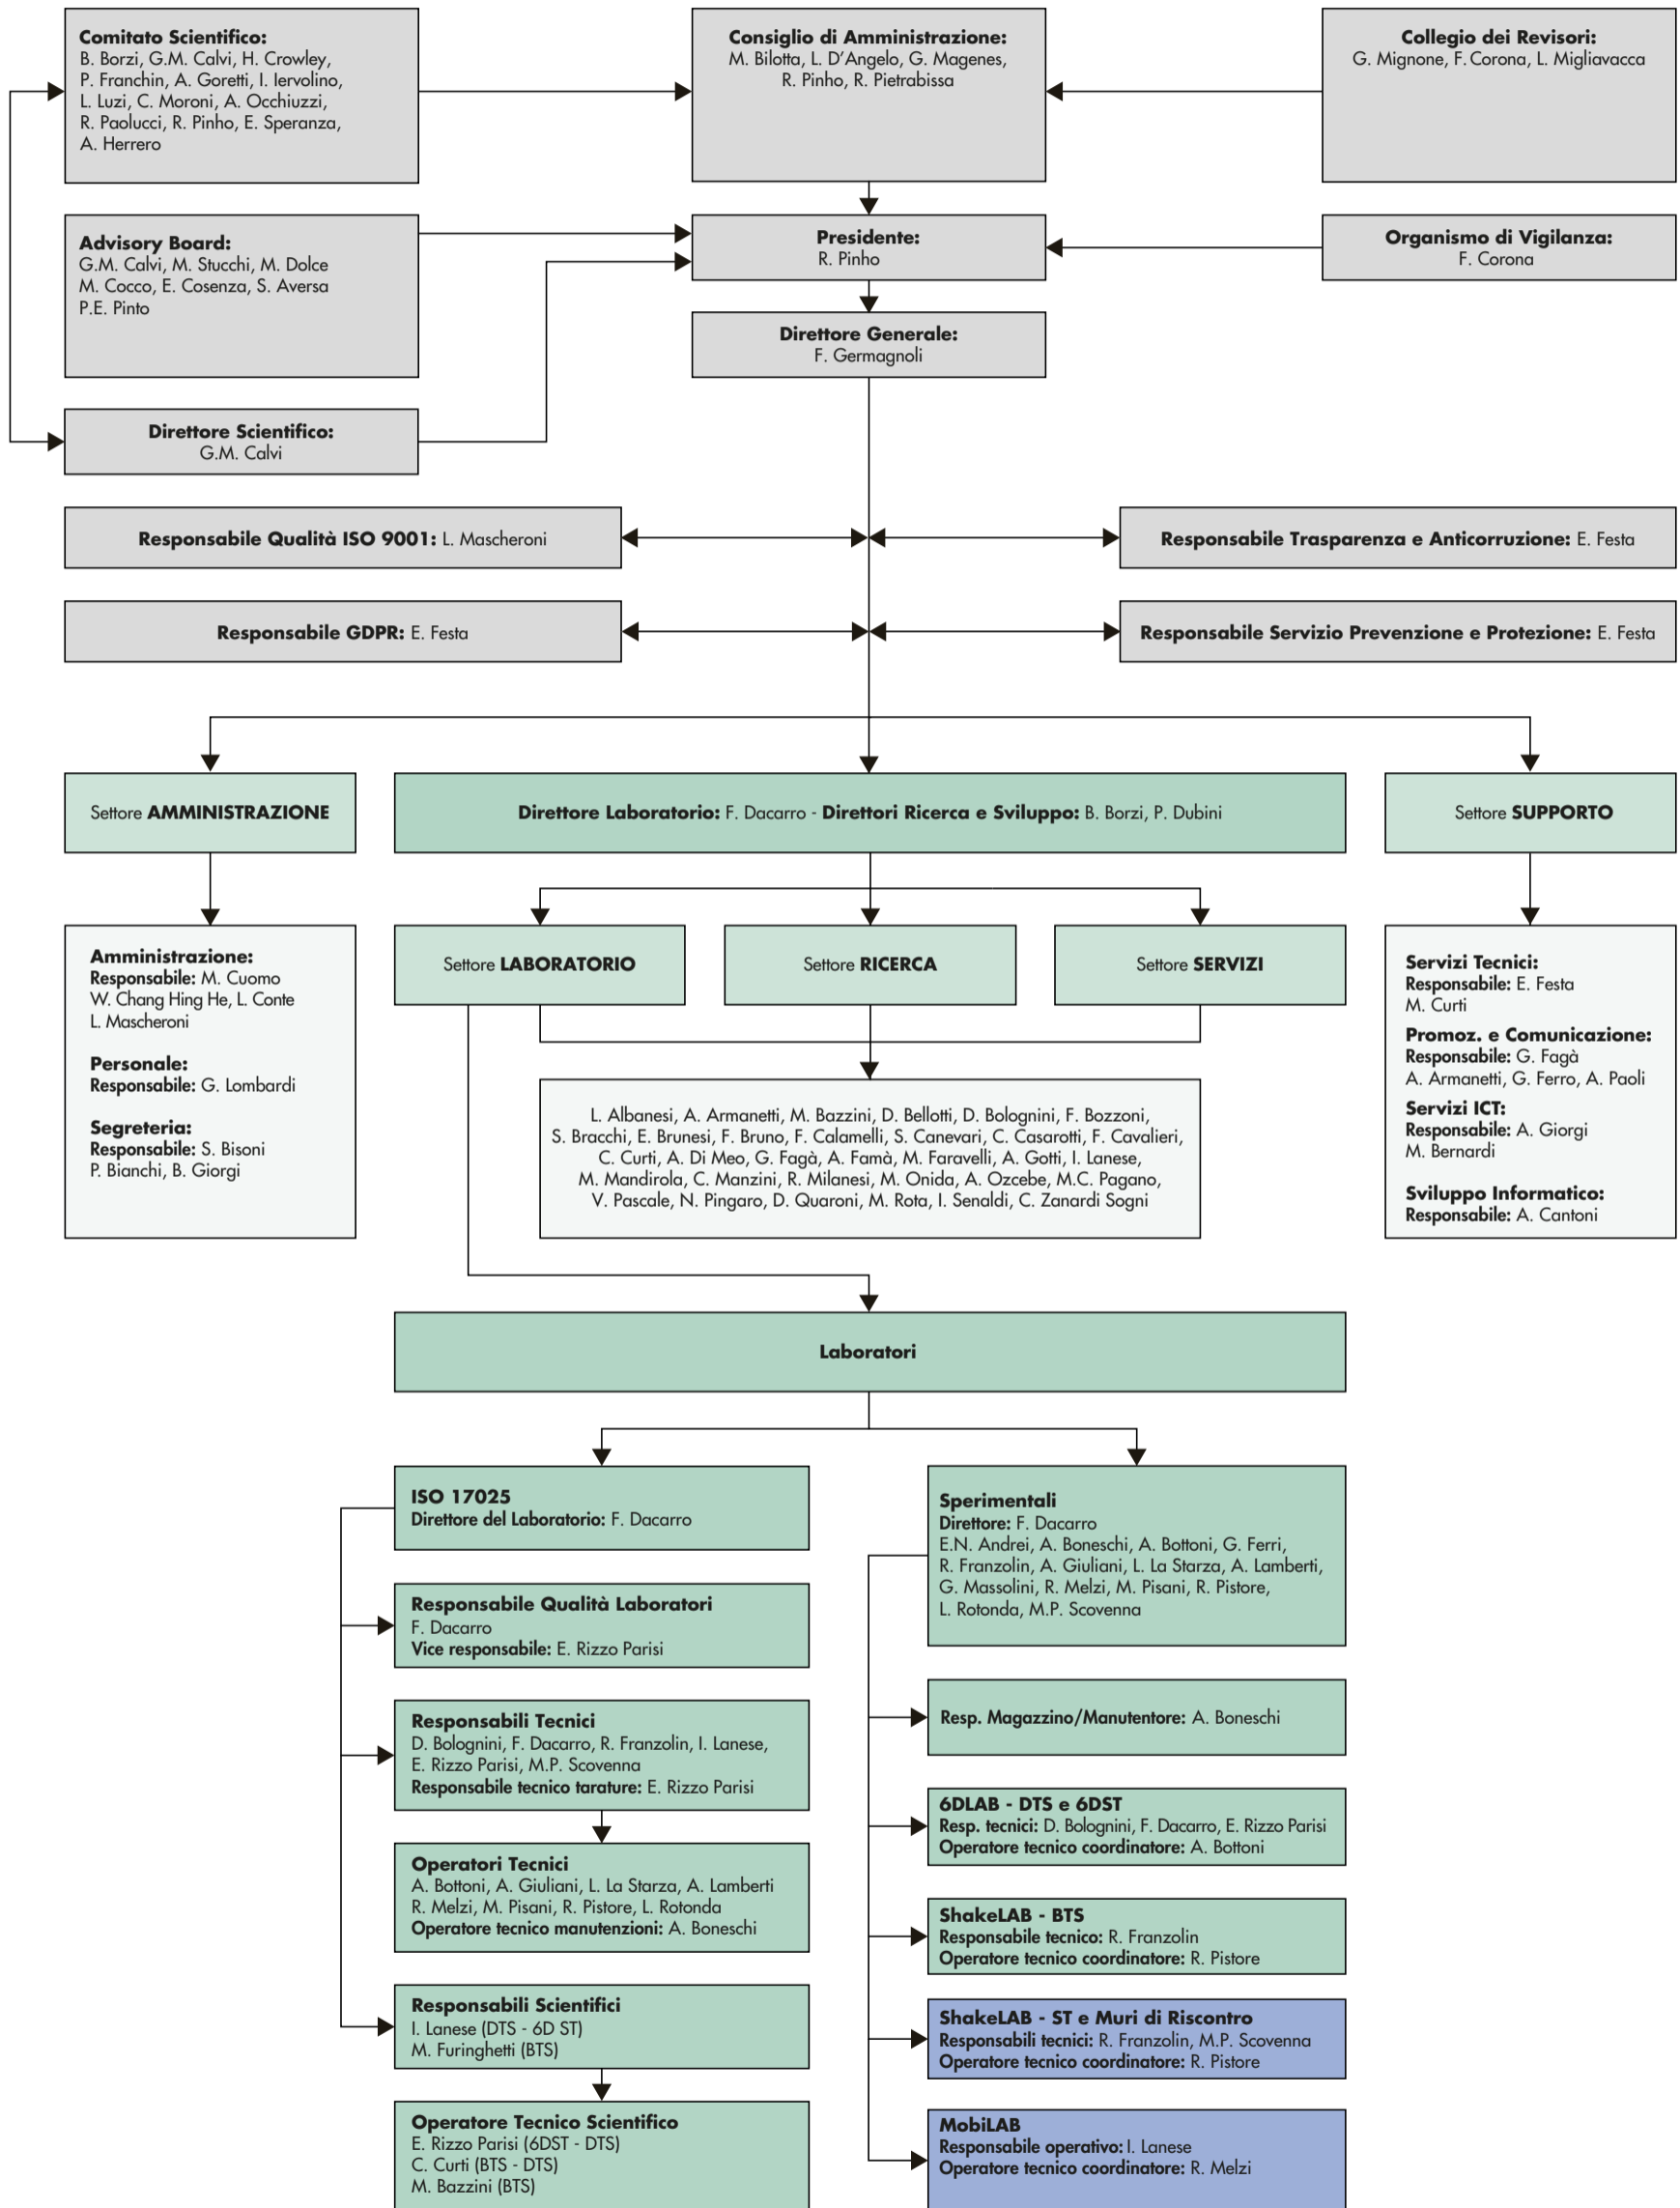 Comitato Scientifico:
B. Borzi, G.M. Calvi, H. Crowley,
P. Franchin, A. Goretti, I. Iervolino,
L. Luzi, C. Moroni, A. Occhiuzzi,
R. Paolucci, R. Pinho, E. Speranza,
A. Herrero
Consiglio di Amministrazione:
M. Bilotta, L. D'Angelo, G. Magenes,
R. Pinho, R. Pietrabissa
Collegio dei Revisori:
G. Mignone, F. Corona, L. Migliavacca
Advisory Board:
G.M. Calvi, M. Stucchi, M. Dolce
M. Cocco, E. Cosenza, S. Aversa
P.E. Pinto
Presidente:
R. Pinho
Organismo di Vigilanza:
F. Corona
Direttore Generale:
F. Germagnoli
Direttore Scientifico:
G.M. Calvi
Responsabile Qualità ISO 9001: L. Mascheroni
Responsabile Trasparenza e Anticorruzione: E. Festa
Responsabile GDPR: E. Festa
Responsabile Servizio Prevenzione e Protezione: E. Festa
Settore AMMINISTRAZIONE
Direttore Laboratorio: F. Dacarro - Direttori Ricerca e Sviluppo: B. Borzi, P. Dubini
Settore SUPPORTO
Amministrazione:
Responsabile: M. Cuomo
W. Chang Hing He, L. Conte
L. Mascheroni
Personale:
Responsabile: G. Lombardi
Segreteria:
Responsabile: S. Bisoni
P. Bianchi, B. Giorgi
Settore LABORATORIO
Settore RICERCA
Settore SERVIZI
L. Albanesi, A. Armanetti, M. Bazzini, D. Bellotti, D. Bolognini, F. Bozzoni,
S. Bracchi, E. Brunesi, F. Bruno, F. Calamelli, S. Canevari, C. Casarotti, F. Cavalieri,
C. Curti, A. Di Meo, G. Fagà, A. Famà, M. Faravelli, A. Gotti, I. Lanese,
M. Mandirola, C. Manzini, R. Milanesi, M. Onida, A. Ozcebe, M.C. Pagano,
V. Pascale, N. Pingaro, D. Quaroni, M. Rota, I. Senaldi, C. Zanardi Sogni
Servizi Tecnici:
Responsabile: E. Festa
M. Curti
Promoz. e Comunicazione:
Responsabile: G. Fagà
A. Armanetti, G. Ferro, A. Paoli
Servizi ICT:
Responsabile: A. Giorgi
M. Bernardi
Sviluppo Informatico:
Responsabile: A. Cantoni
Laboratori
ISO 17025
Direttore del Laboratorio: F. Dacarro
Responsabile Qualità Laboratori
F. Dacarro
Vice responsabile: E. Rizzo Parisi
Responsabili Tecnici
D. Bolognini, F. Dacarro, R. Franzolin, I. Lanese,
E. Rizzo Parisi, M.P. Scovenna
Responsabile tecnico tarature: E. Rizzo Parisi
Operatori Tecnici
A. Bottoni, A. Giuliani, L. La Starza, A. Lamberti
R. Melzi, M. Pisani, R. Pistore, L. Rotonda
Operatore tecnico manutenzioni: A. Boneschi
Responsabili Scientifici
I. Lanese (DTS - 6D ST)
M. Furinghetti (BTS)
Operatore Tecnico Scientifico
E. Rizzo Parisi (6DST - DTS)
C. Curti (BTS - DTS)
M. Bazzini (BTS)
Sperimentali
Direttore: F. Dacarro
E.N. Andrei, A. Boneschi, A. Bottoni, G. Ferri,
R. Franzolin, A. Giuliani, L. La Starza, A. Lamberti,
G. Massolini, R. Melzi, M. Pisani, R. Pistore,
L. Rotonda, M.P. Scovenna
Resp. Magazzino/Manutentore: A. Boneschi
6DLAB - DTS e 6DST
Resp. tecnici: D. Bolognini, F. Dacarro, E. Rizzo Parisi
Operatore tecnico coordinatore: A. Bottoni
ShakeLAB - BTS
Responsabile tecnico: R. Franzolin
Operatore tecnico coordinatore: R. Pistore
ShakeLAB - ST e Muri di Riscontro
Responsabili tecnici: R. Franzolin, M.P. Scovenna
Operatore tecnico coordinatore: R. Pistore
MobiLAB
Responsabile operativo: I. Lanese
Operatore tecnico coordinatore: R. Melzi